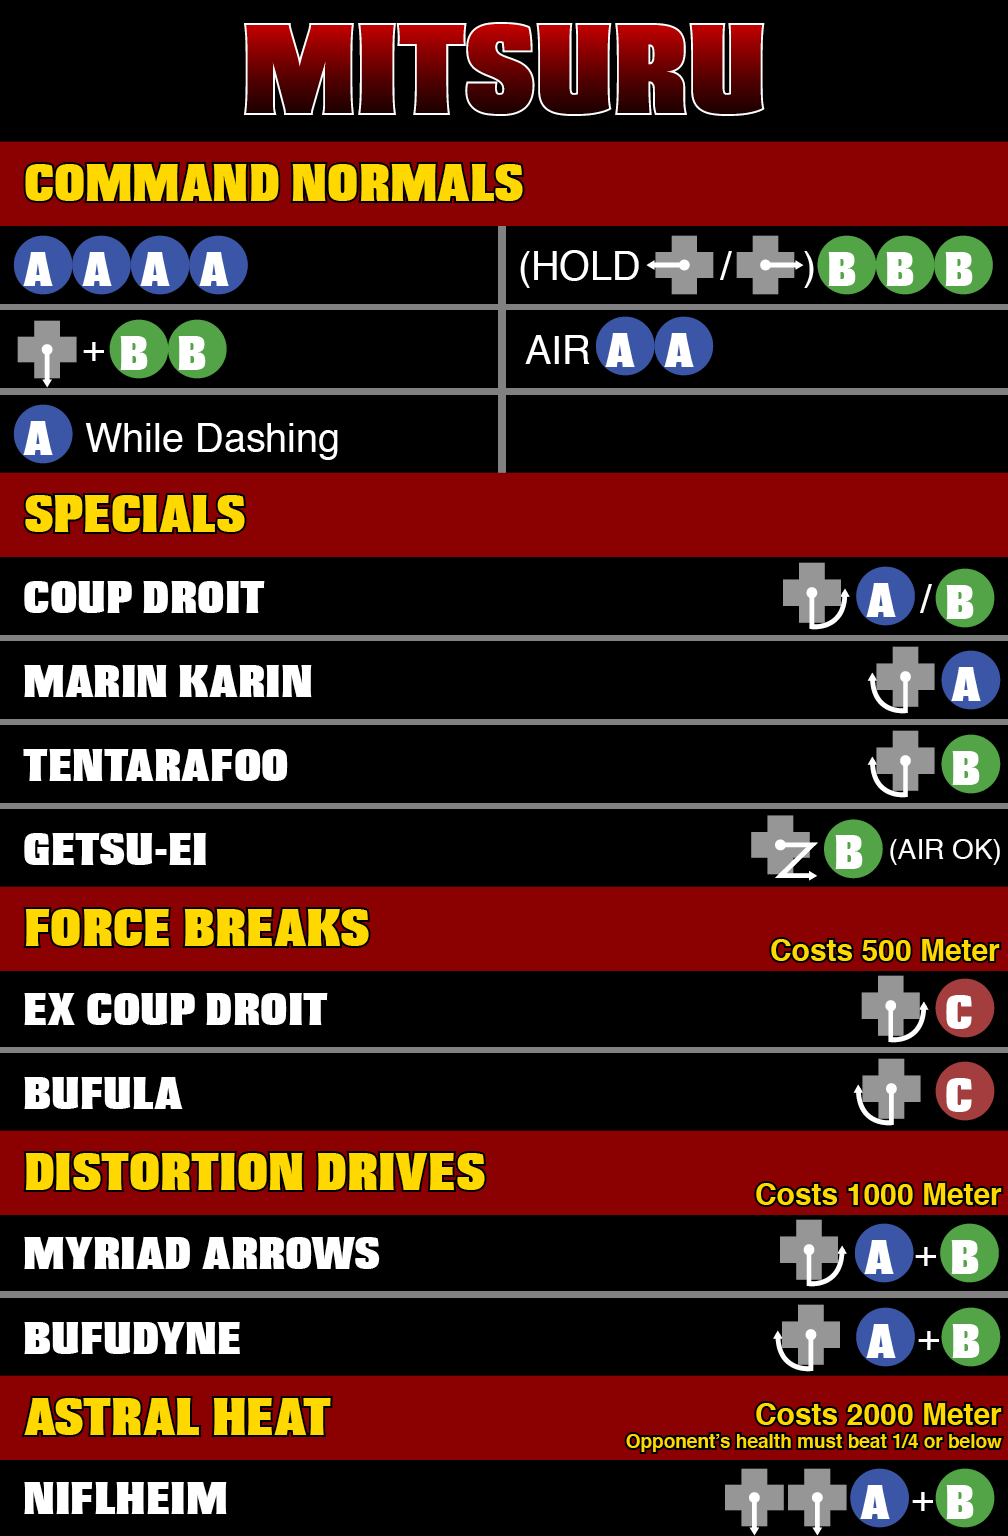 MITSURU
COMMAND NORMALS
A A A A
(HOLD / ) B B B
+ B B
AIR A A
A While Dashing
SPECIALS
COUP DROIT A / B
MARIN KARIN A
TENTARAFOO B
GETSU-EI B (AIR OK)
FORCE BREAKS Costs 500 Meter
EX COUP DROIT C
BUFULA C
DISTORTION DRIVES Costs 1000 Meter
MYRIAD ARROWS A + B
BUFUDYNE A + B
ASTRAL HEAT Costs 2000 Meter
Opponent's health must beat 1/4 or below
NIFLHEIM A + B